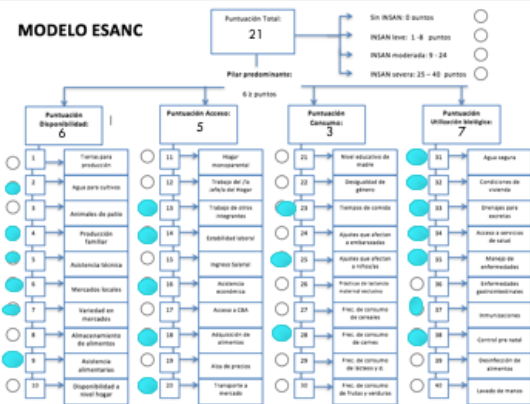 MODELO ESANC
Puntuación Total:
21
Sin INSAN: 0 puntos
INSAN leve: 1 -8 puntos
INSAN moderada: 9 - 24
INSAN severa: 25 – 40 puntos
Pilar predominante:
6 ≥ puntos
Puntuación
Disponibilidad:
6
1 Tierras para
producción
2 Agua para cultivos
3 Animales de patio
4 Producción
familiar
5 Asistencia técnica
6 Mercados locales
7 Variedad en
mercados
8 Almacenamiento
de alimentos
9 Asistencia
alimentaria
10 Disponibilidad a
nivel hogar
Puntuación Acceso:
5
11 Hogar
monoparental
12 Trabajo del /la
Jefe/a del Hogar
13 Trabajo de otros
integrantes
14 Estabilidad laboral
15 Ingreso Salarial
16 Asistencia
económica
17 Acceso a CBA
18 Adquisición de
alimentos
19 Alza de precios
20 Transporte a
mercado
Puntuación
Consumo:
3
21 Nivel educativo de
madre
22 Desigualdad de
género
23 Tiempos de comida
24 Ajustes que afectan
a embarazadas
25 Ajustes que afectan
a niños/as
26 Prácticas de lactancia
materna exclusiva
27 Frec. de consumo
de cereales
28 Frec. de consumo
de carnes
29 Frec. de consumo
de lácteos y d.
30 Frec. de consumo
de frutas y verduras
Puntuación
Utilización biológica:
7
31 Agua segura
32 Condiciones de
vivienda
33 Drenajes para
excretas
34 Acceso a servicios
de salud
35 Manejo de
enfermedades
36 Enfermedades
gastrointestinales
37 Inmunizaciones
38 Control pre natal
39 Desinfección de
alimentos
40 Lavado de manos